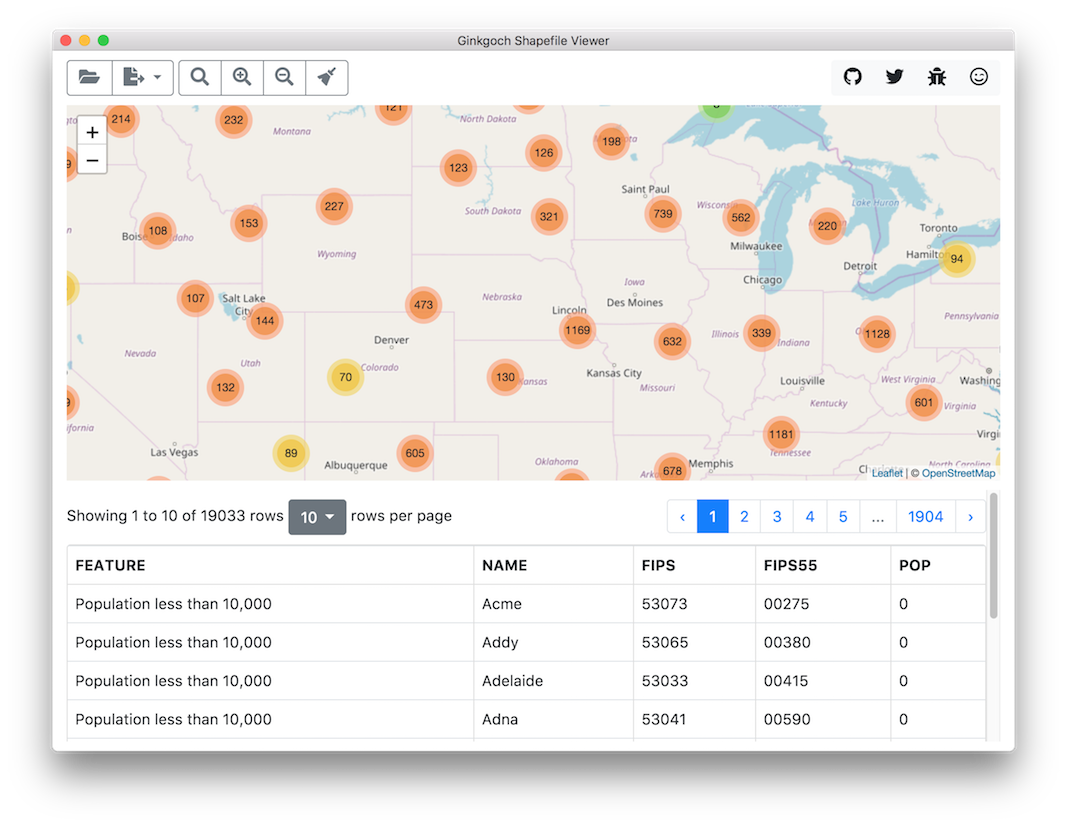 Ginkgoch Shapefile Viewer
+
−
214
232
121
Montana
North Dakota
123
126
198
Saint Paul
108
Boise
Idaho
153
227
South Dakota
321
739
Wisconsin
562
220
Lake Huron
Toronto
Hamilton
94
Wyoming
Milwaukee
Detroit
Chicago
107
Salt Lake
City
144
473
Nebraska
Iowa
Des Moines
Lincoln
1169
632
Illinois
339
Indiana
1128
Pennsylvania
Nevada
Utah
Denver
132
70
Colorado
130
Kansas
Kansas City
Missouri
Louisville
Kentucky
West Virginia
601
Virginia
Las Vegas
89
Albuquerque
605
Oklahoma
678
Memphis
1181
Tennessee
North Carolina
Leaflet | © OpenStreetMap
Showing 1 to 10 of 19033 rows 10 rows per page
‹ 1 2 3 4 5 ... 1904 ›
FEATURE NAME FIPS FIPS55 POP
Population less than 10,000 Acme 53073 00275 0
Population less than 10,000 Addy 53065 00380 0
Population less than 10,000 Adelaide 53033 00415 0
Population less than 10,000 Adna 53041 00590 0